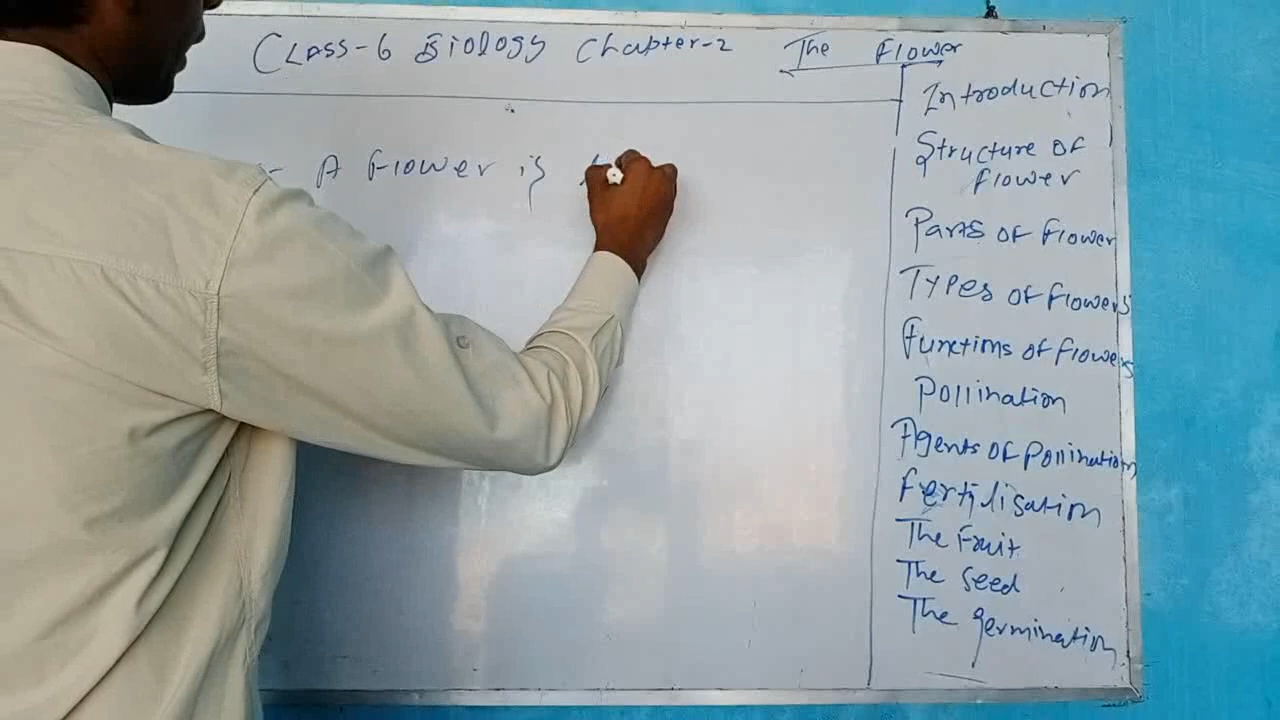 Class-6 Biology Chapter-2 The Flower
- A Flower is
Introduction
Structure of
flower
Parts of flower
Types of flowers
Functions of flowers
Pollination
Agents of pollination
Fertilisation
The Fruit
The seed
The germination